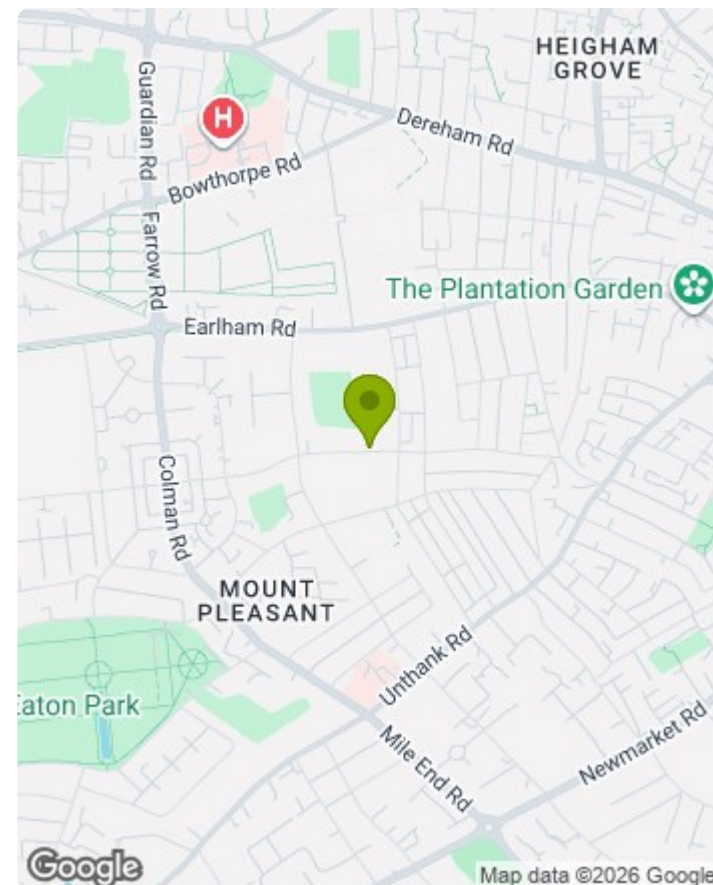 HEIGHAM
GROVE
Guardian Rd
H
Dereham Rd
Bowthorpe Rd
Farrow Rd
The Plantation Garden
Earlham Rd
Colman Rd
MOUNT
PLEASANT
Unthank Rd
Eaton Park
Newmarket Rd
Mile End Rd
Google
Map data ©2026 Google